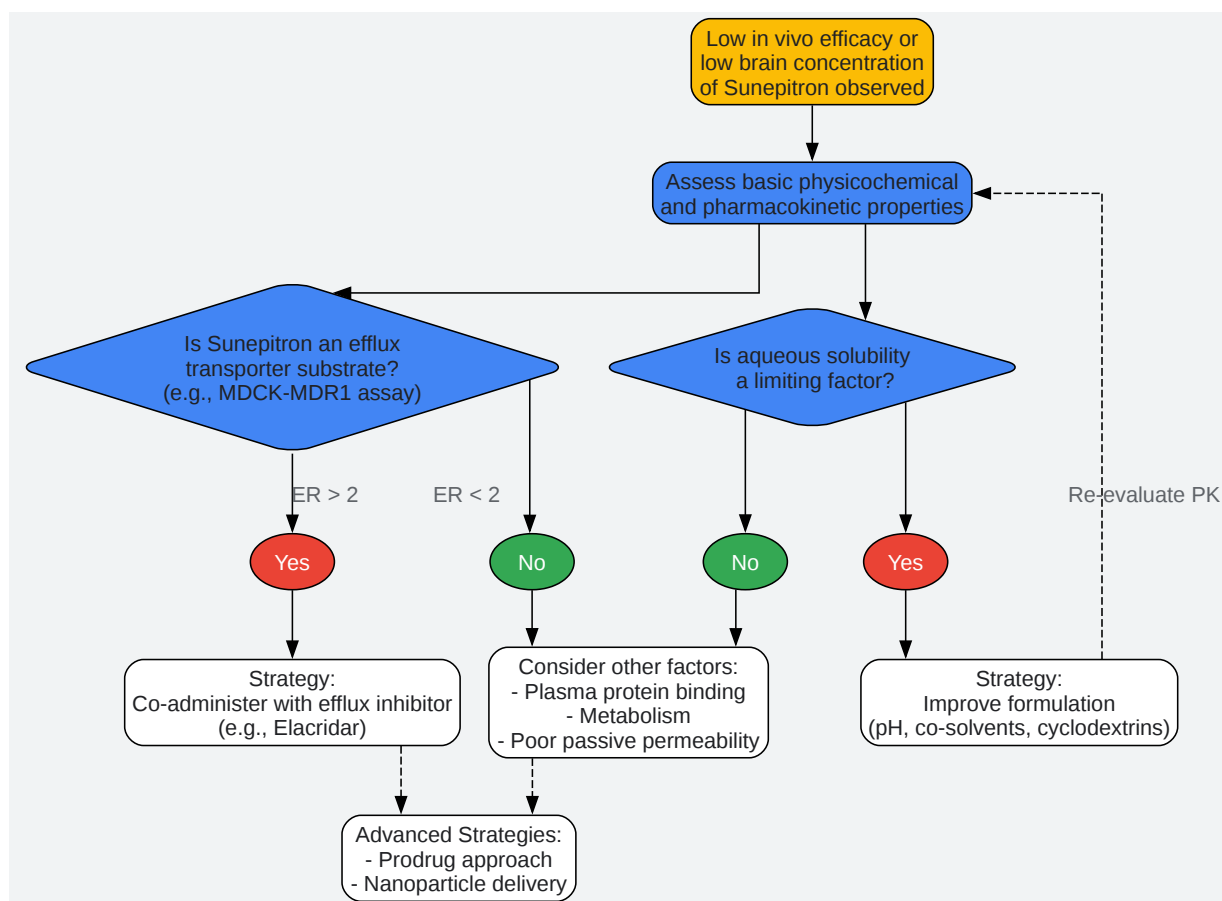 Low in vivo efficacy or
low brain concentration
of Sunepitron observed
Assess basic physicochemical
and pharmacokinetic properties
Is Sunepitron an efflux
transporter substrate?
(e.g., MDCK-MDR1 assay)
Is aqueous solubility
a limiting factor?
ER > 2
ER < 2
Re-evaluate PK
Yes
No
No
Yes
Strategy:
Co-administer with efflux inhibitor
(e.g., Elacridar)
Consider other factors:
- Plasma protein binding
- Metabolism
- Poor passive permeability
Strategy:
Improve formulation
(pH, co-solvents, cyclodextrins)
Advanced Strategies:
- Prodrug approach
- Nanoparticle delivery